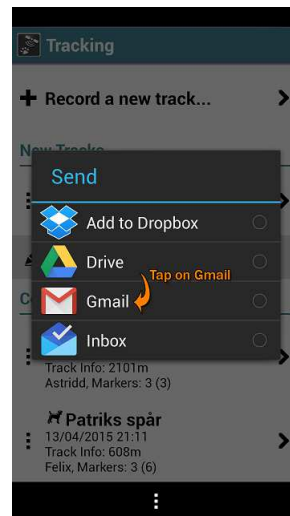 Tracking
Record a new track...
New Tracks
Send
Add to Dropbox
Drive
Tap on Gmail
Gmail
Inbox
Track Info: 2101m
Astridd, Markers: 3 (3)
Patriks spår
13/04/2015 21:11
Track Info: 608m
Felix, Markers: 3 (6)